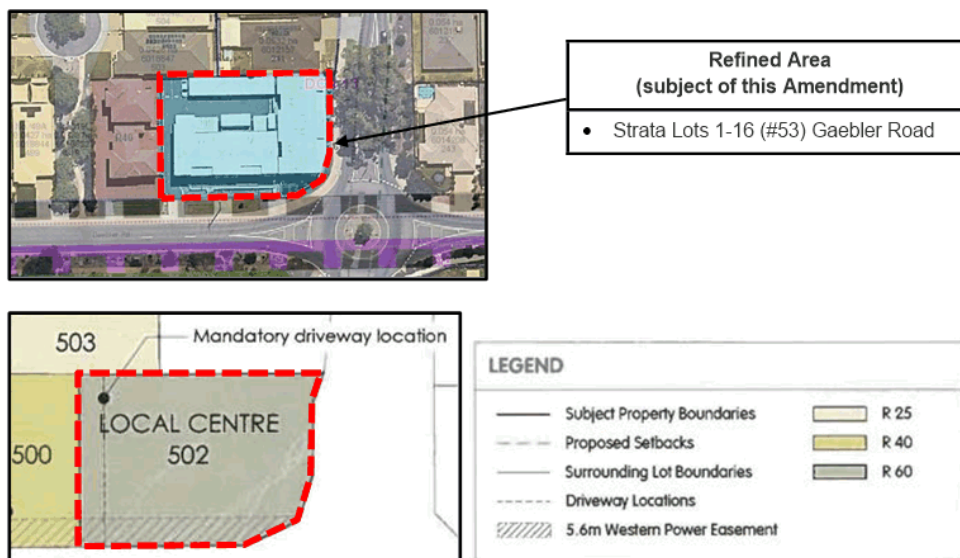 Refined Area
(subject of this Amendment)
• Strata Lots 1-16 (#53) Gaebler Road
503
Mandatory driveway location
LOCAL CENTRE
502
500
LEGEND
Subject Property Boundaries
R 25
Proposed Setbacks
R 40
Surrounding Lot Boundaries
R 60
Driveway Locations
5.6m Western Power Easement